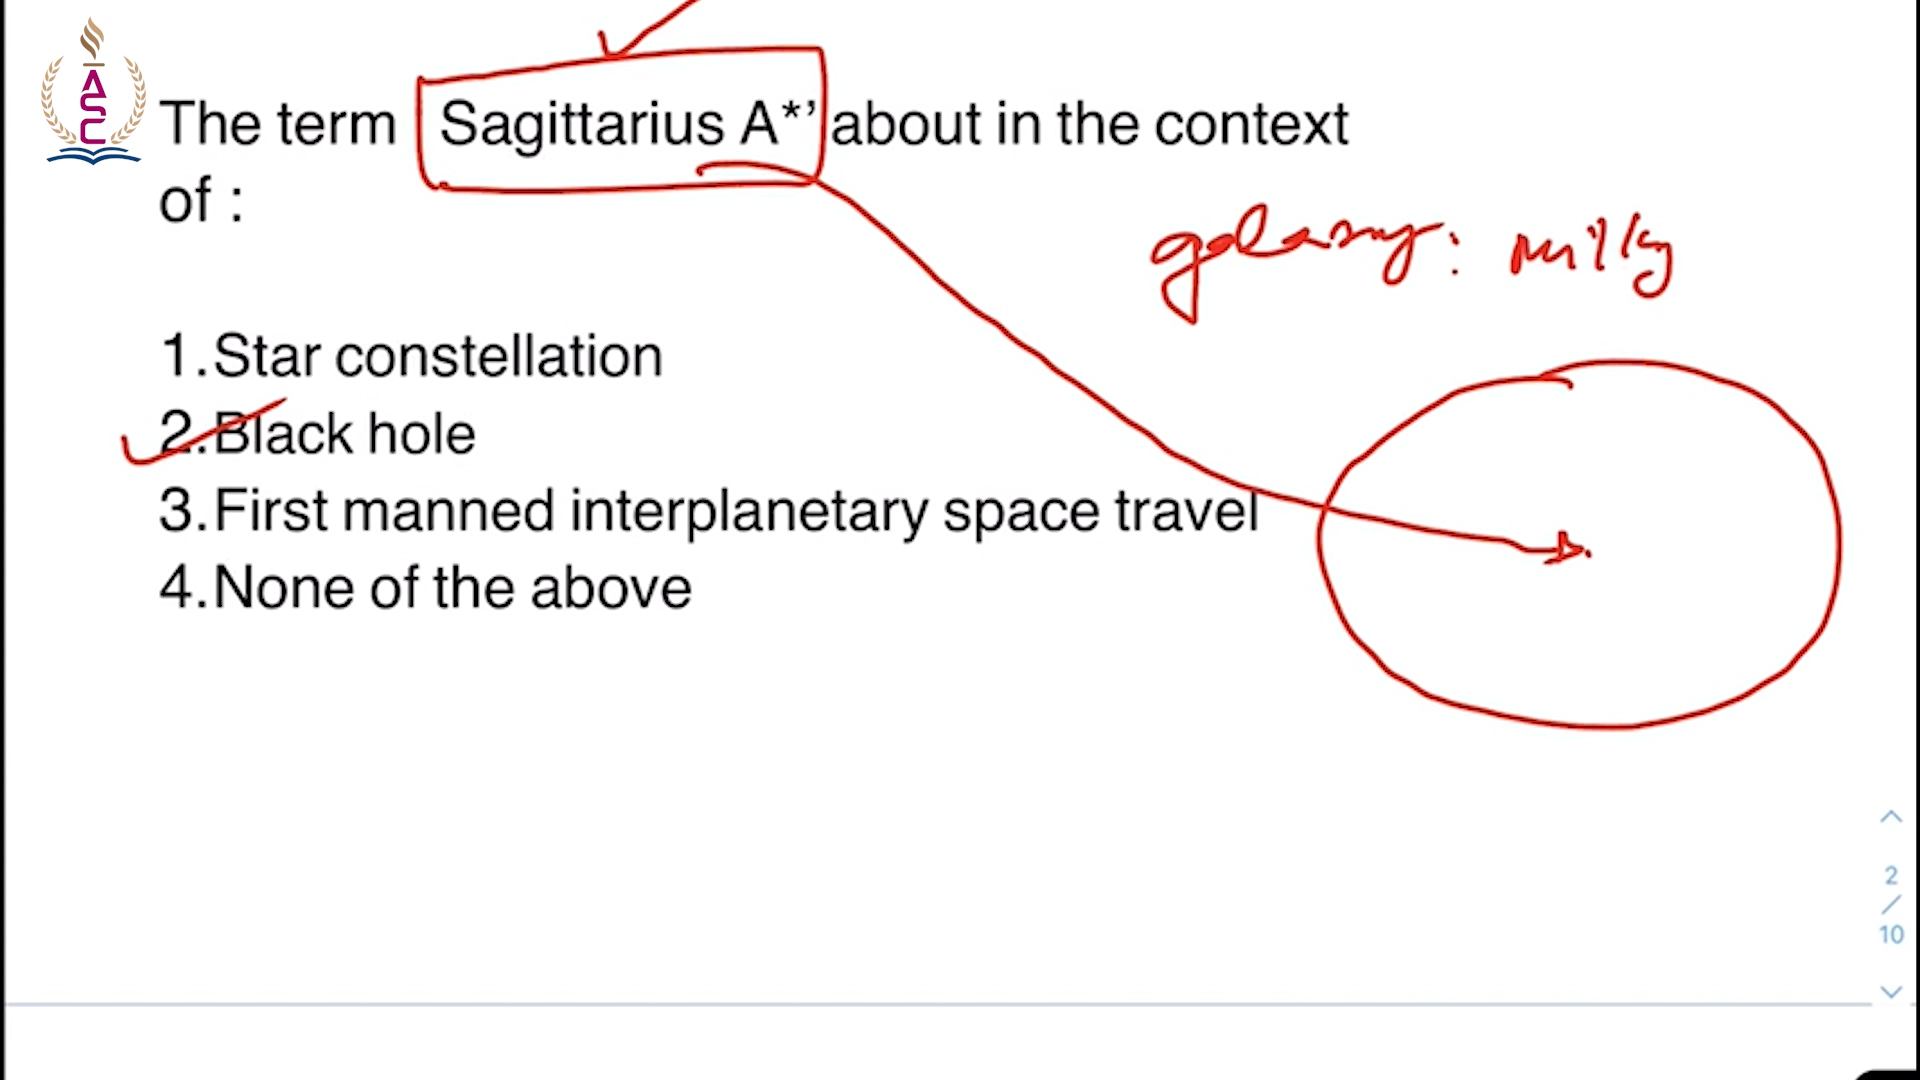 ASC
The term Sagittarius A*’ about in the context
of :
galaxy: milky
1.Star constellation
2.Black hole
3.First manned interplanetary space travel
4.None of the above
2
/
10